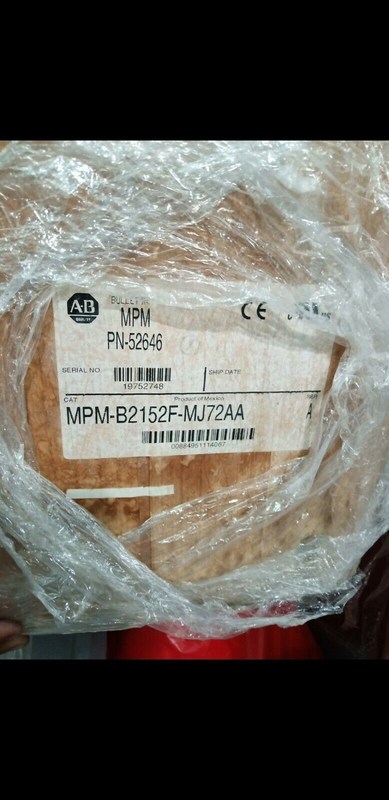 A-B
BULLETIN
MPM
PN-52646
CE
SERIAL NO.
SHIP DATE
19752748
CAT
Product of Mexico
MPM-B2152F-MJ72AA
A